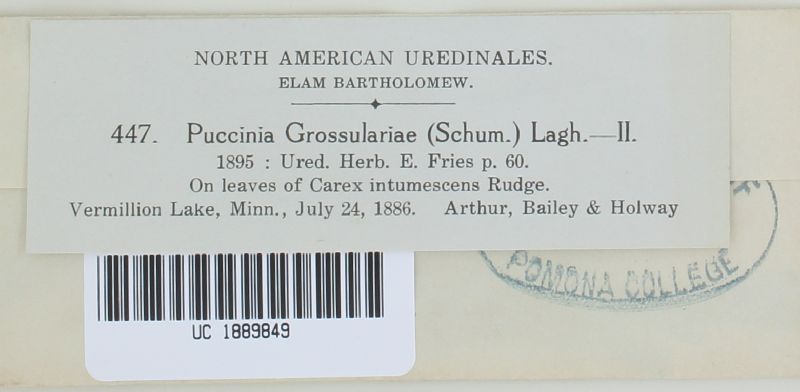 NORTH AMERICAN UREDINALES.
ELAM BARTHOLOMEW.
447. Puccinia Grossulariae (Schum.) Lagh.—II.
1895 : Ured. Herb. E. Fries p. 60.
On leaves of Carex intumescens Rudge.
Vermillion Lake, Minn., July 24, 1886. Arthur, Bailey & Holway
POMONA COLLEGE
UC 1889849